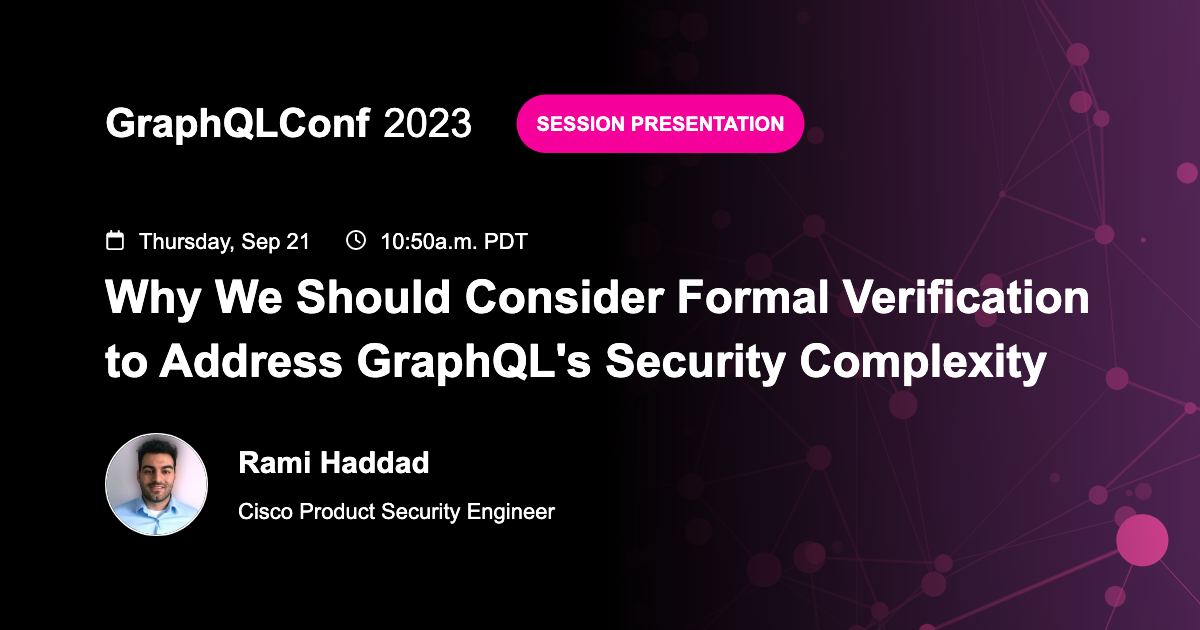 GraphQLConf 2023
SESSION PRESENTATION
Thursday, Sep 21 10:50a.m. PDT
Why We Should Consider Formal Verification
to Address GraphQL's Security Complexity
Rami Haddad
Cisco Product Security Engineer